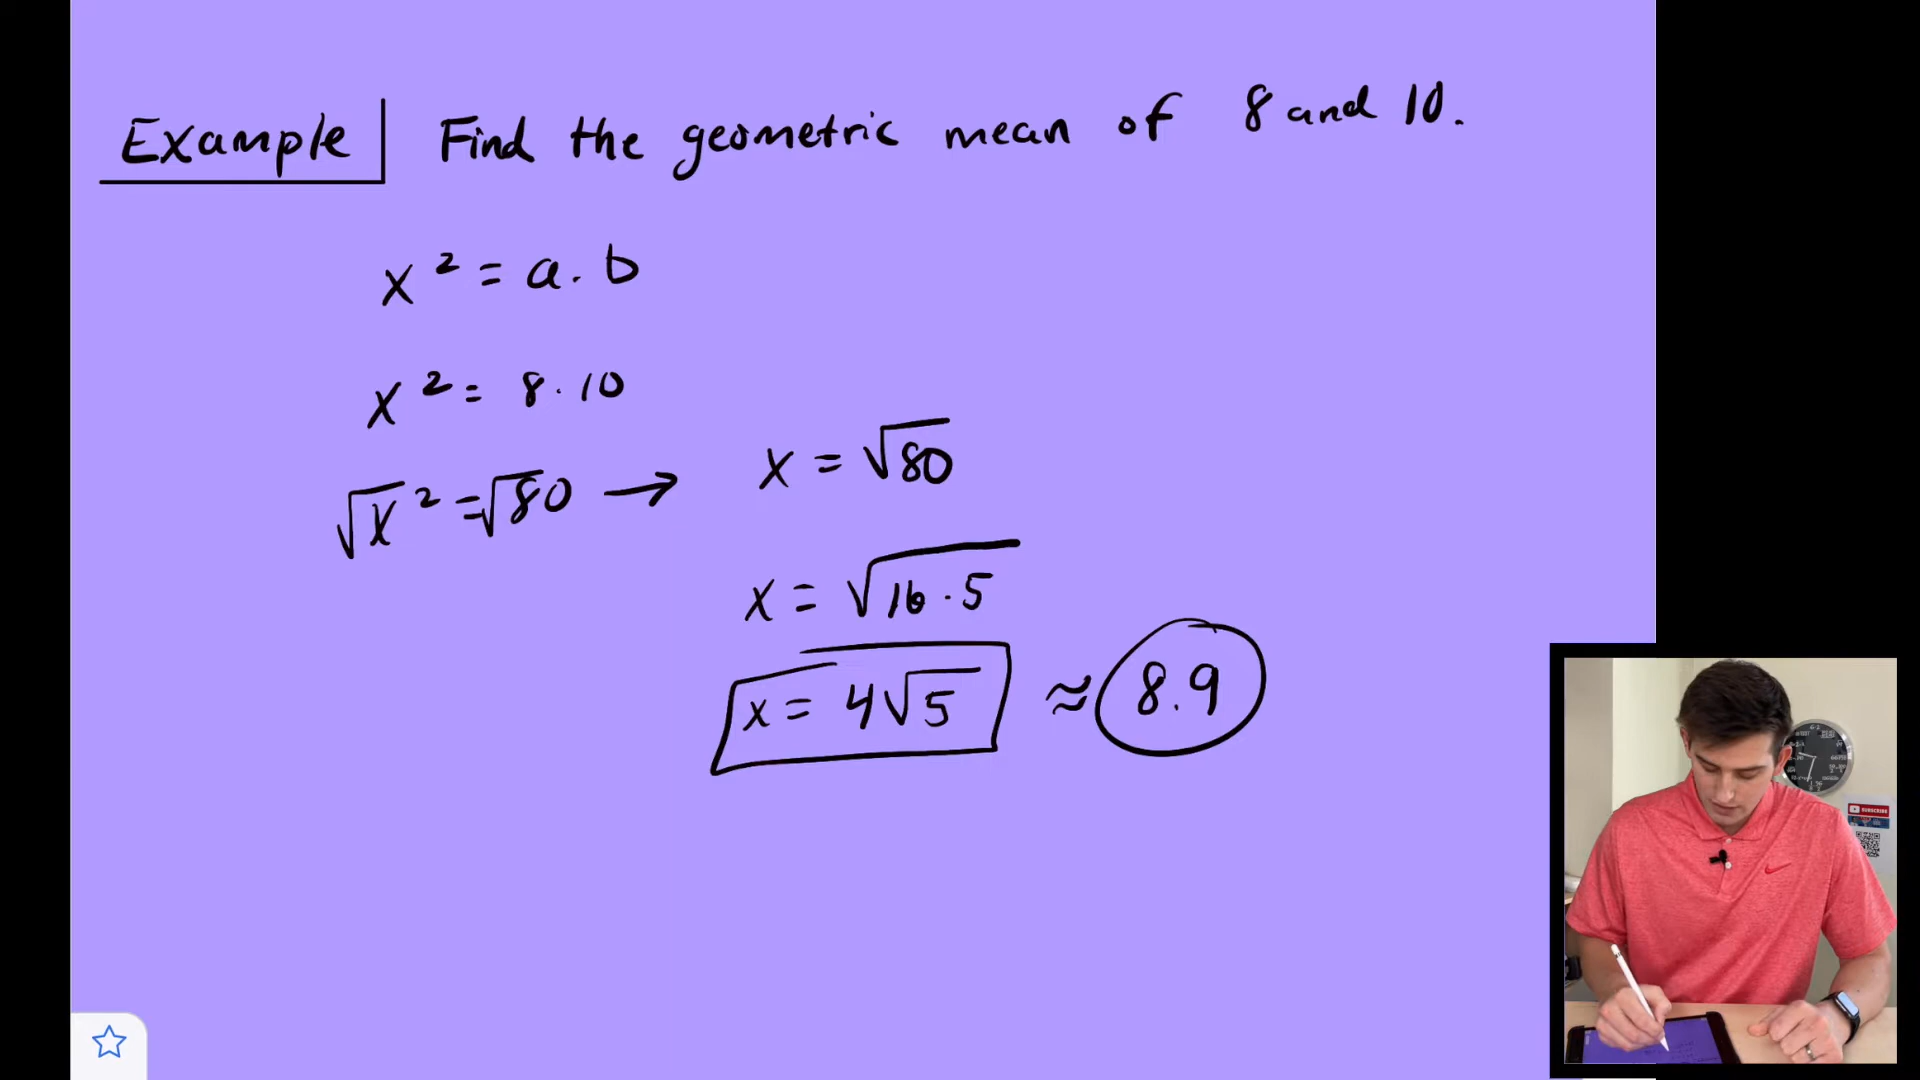 Example Find the geometric mean of 8 and 10.
x² = a · b
x² = 8 · 10
√x² = √80 → x = √80
x = √16 · 5
x = 4√5 ≈ 8.9
SUBSCRIBE